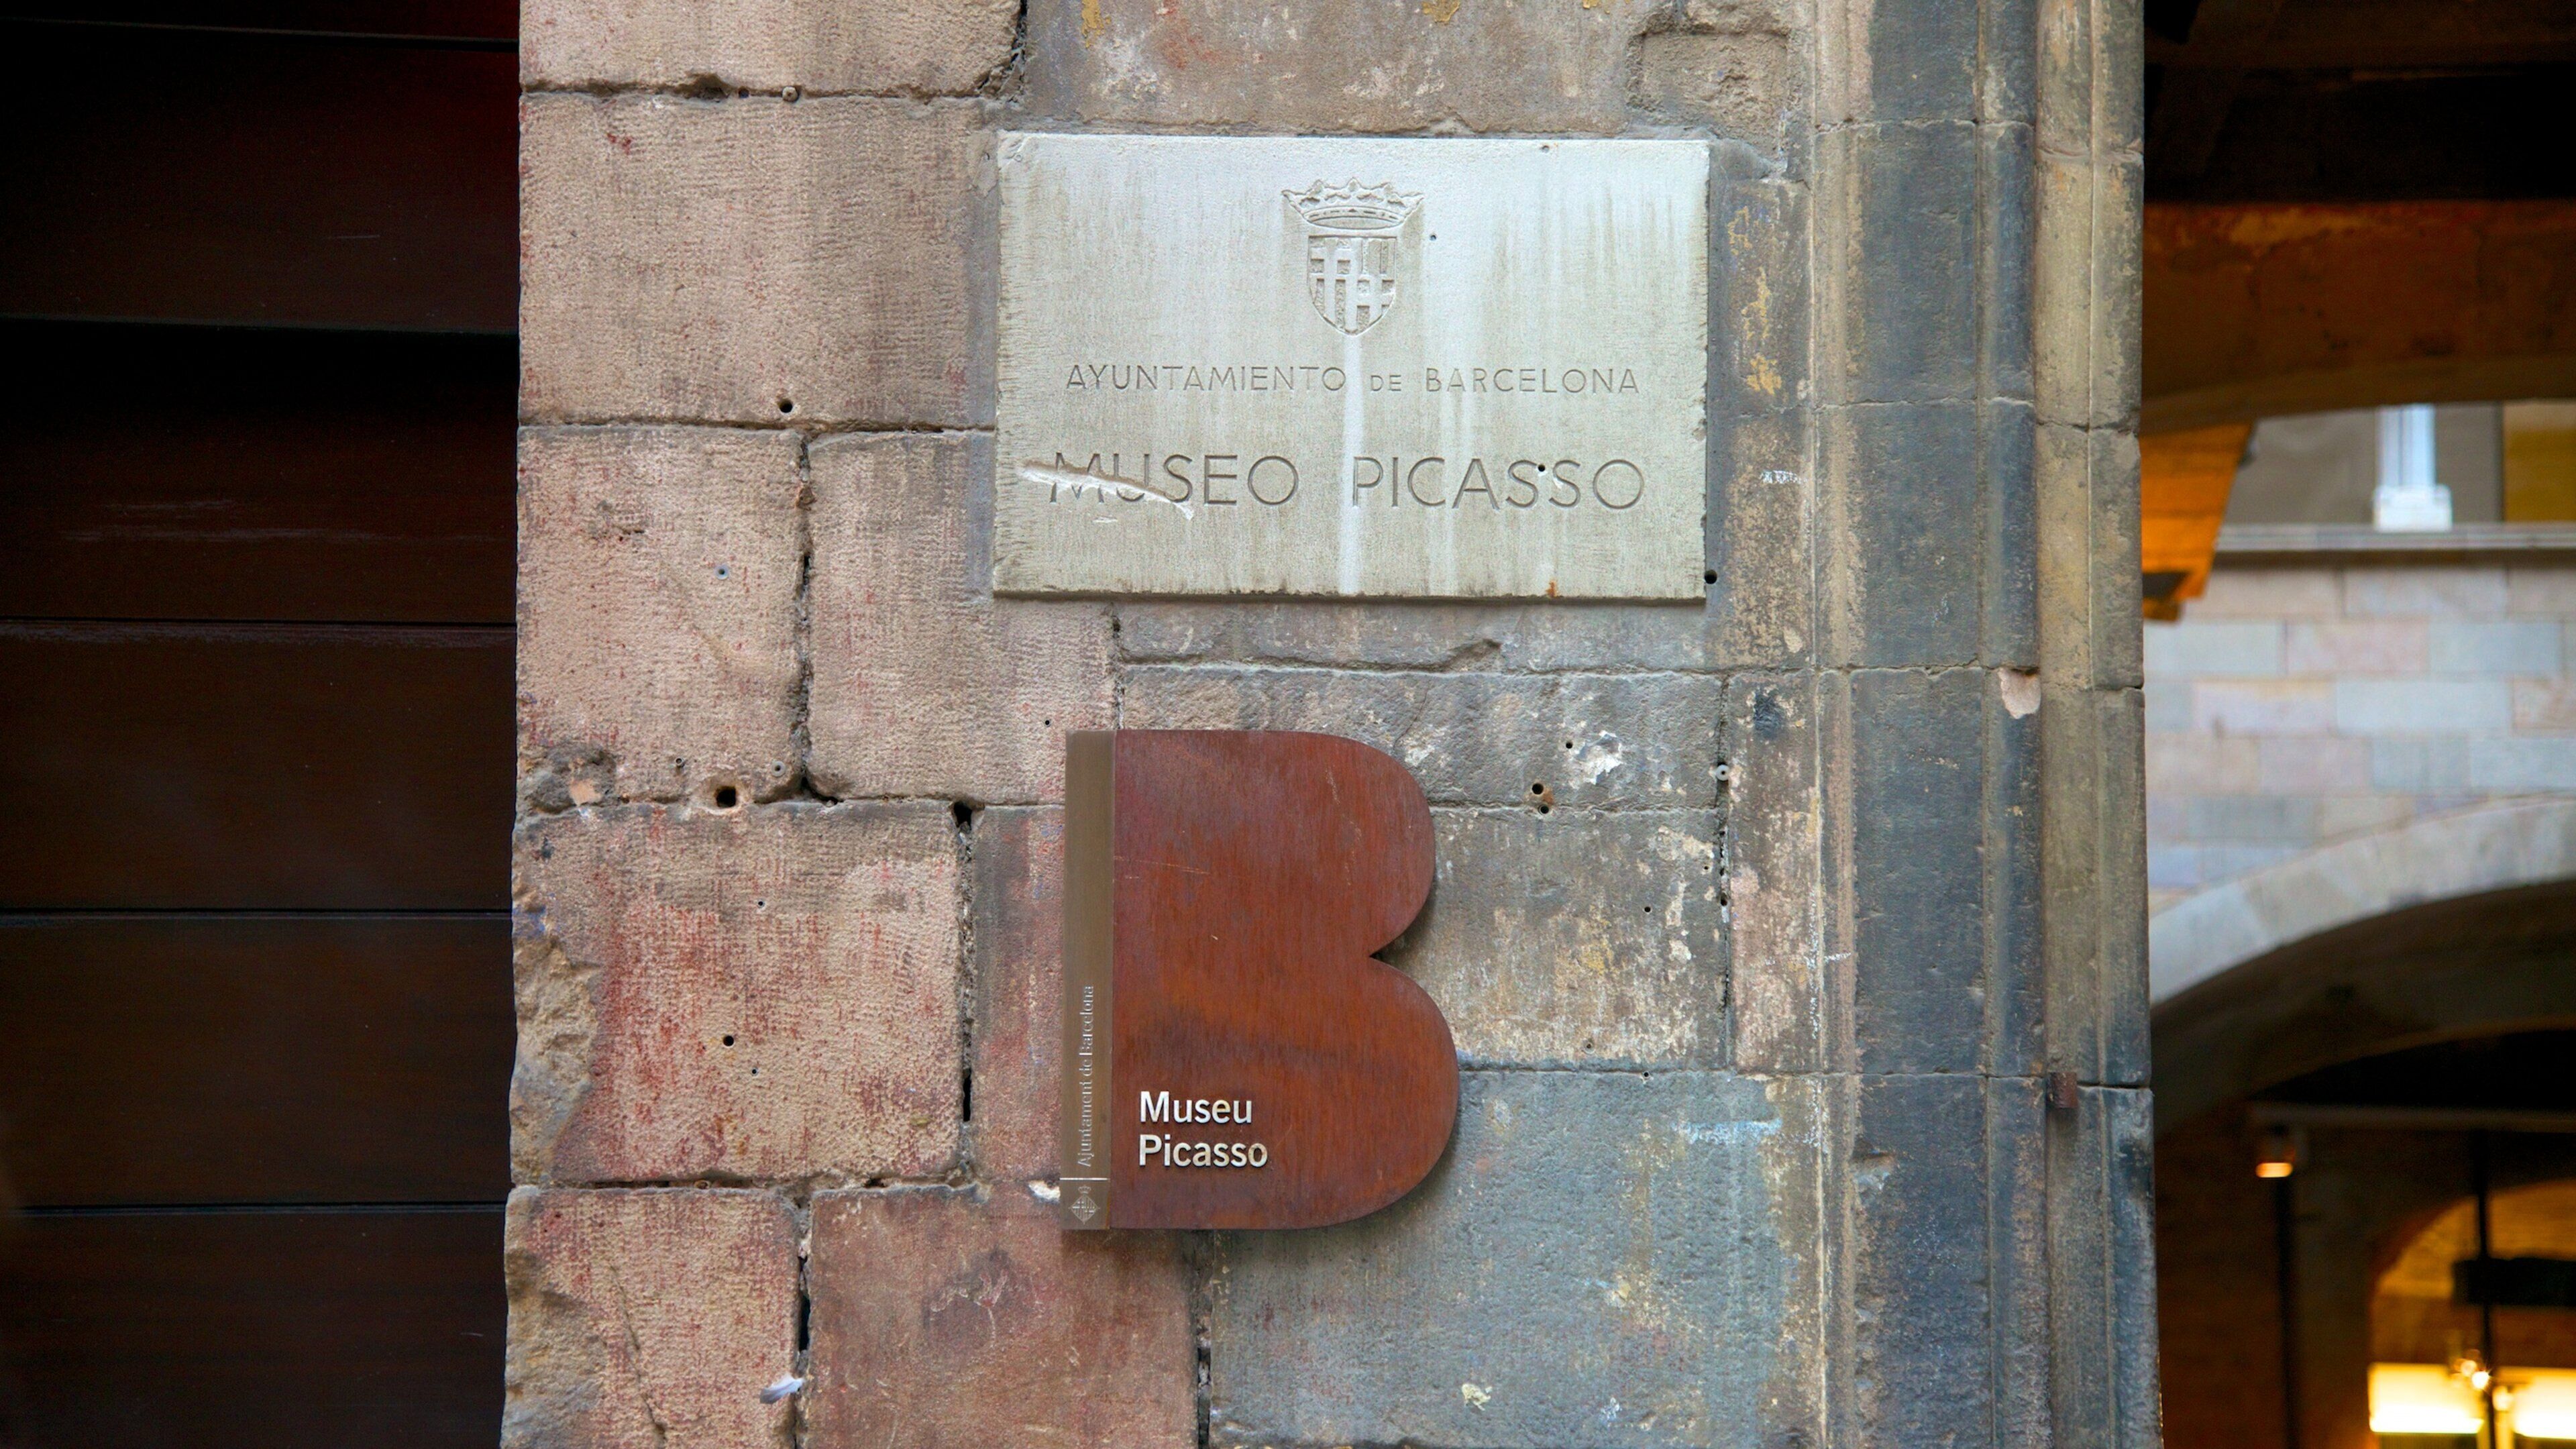 AYUNTAMIENTO DE BARCELONA
MUSEO PICASSO
Ajuntament de Barcelona
Museu
Picasso